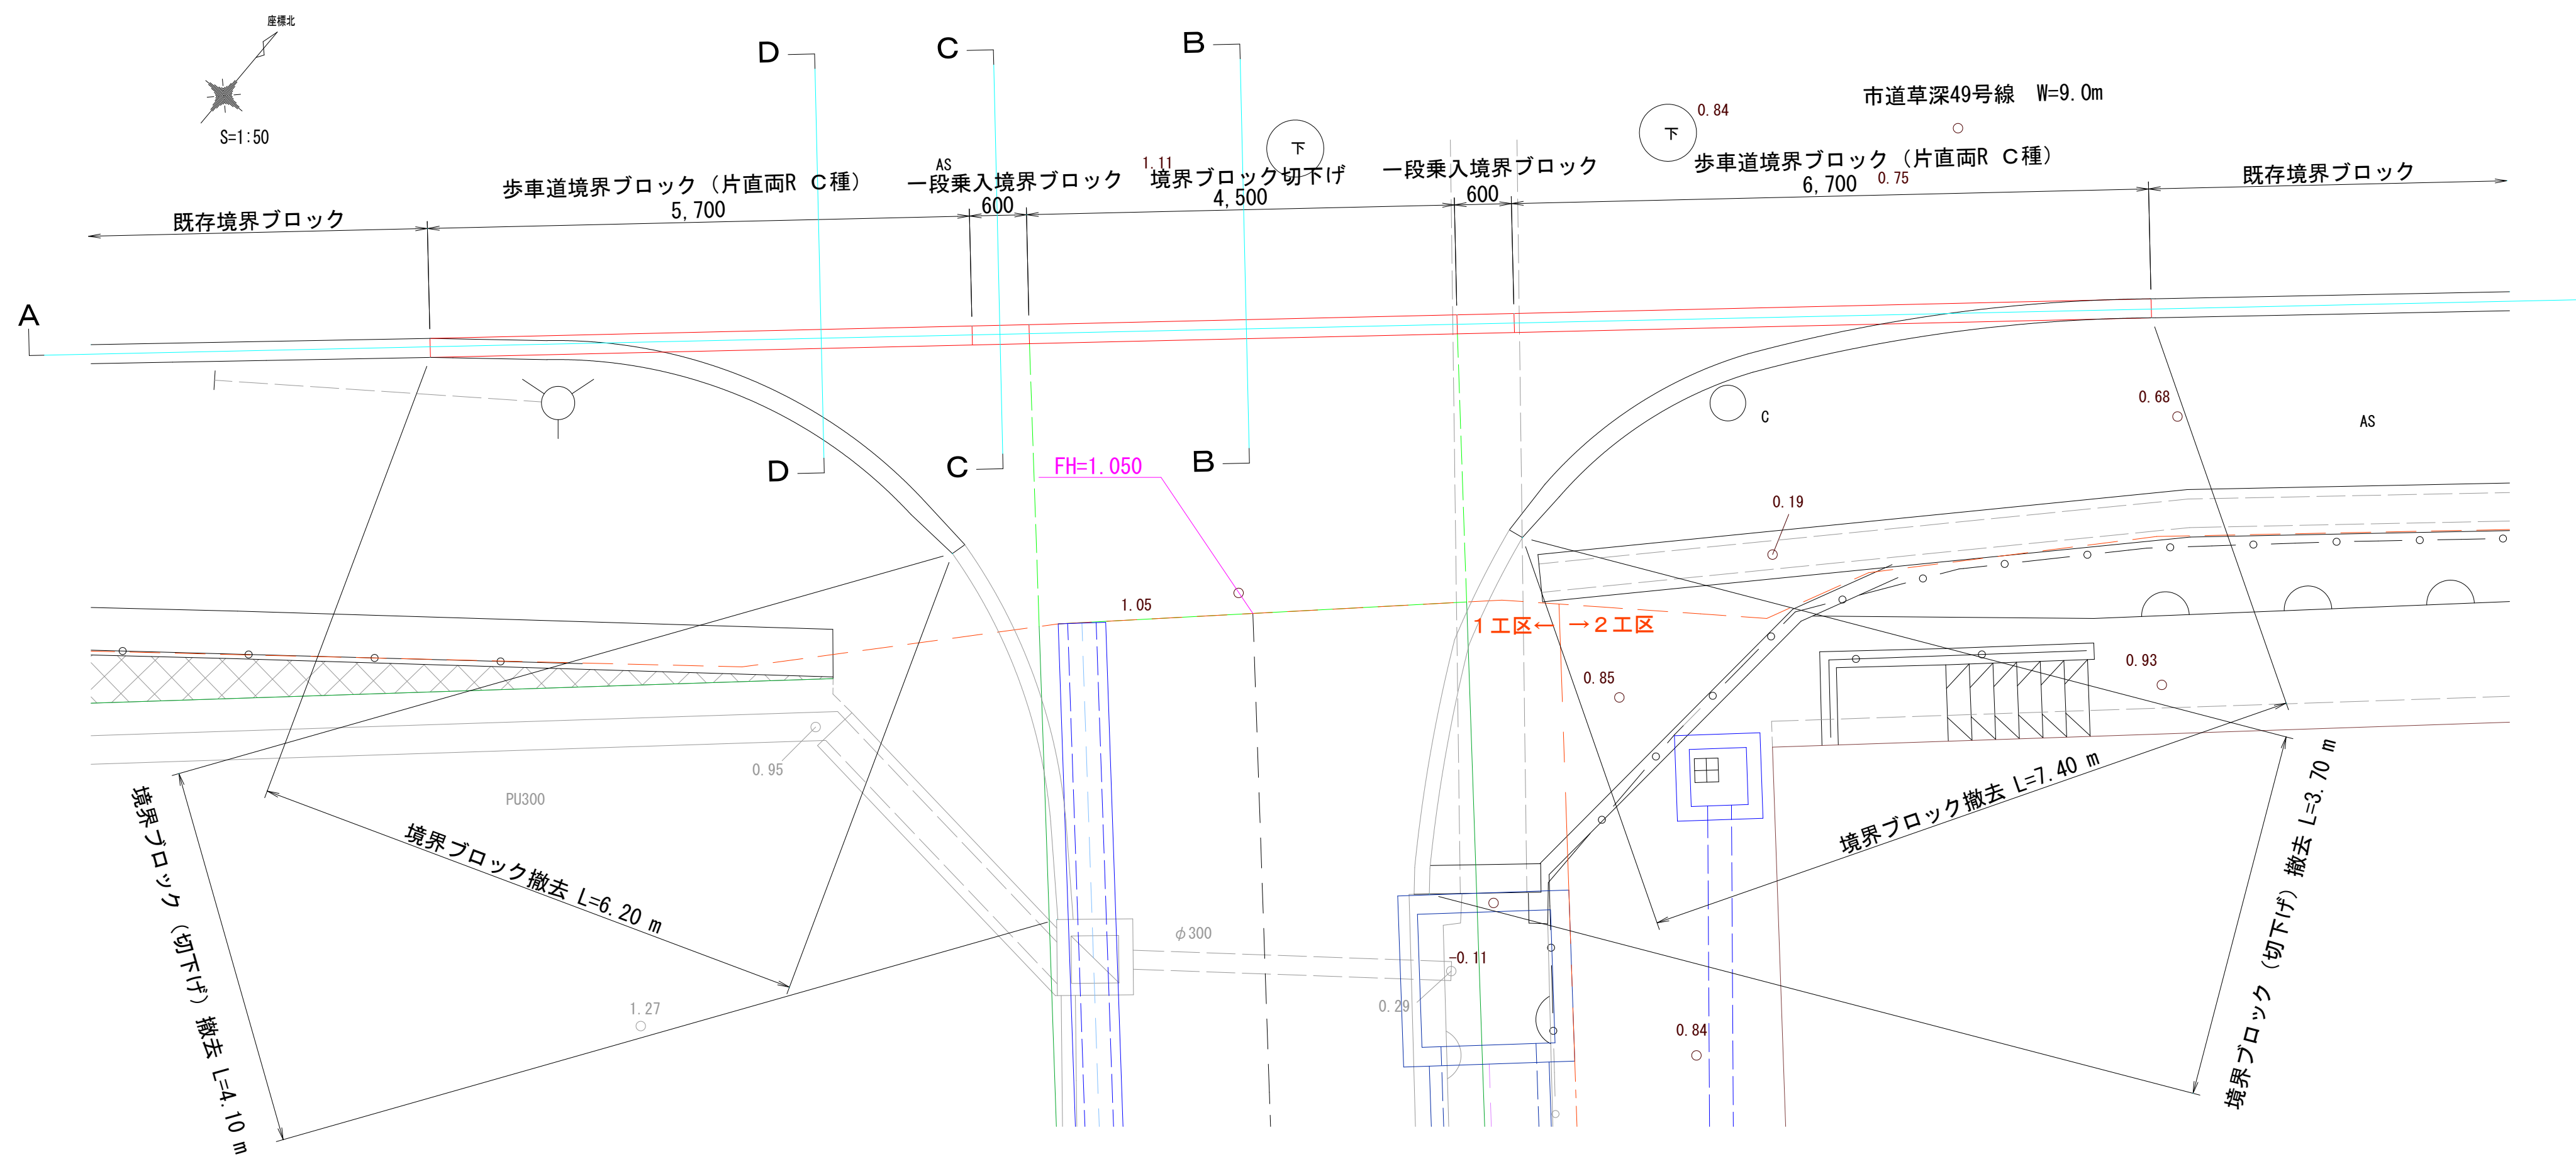 座標北
S=1:50
D
C
B
下
下
0.84
市道草深49号線 W=9.0m
既存境界ブロック
歩車道境界ブロック（片直両R C種）
5,700
AS
一段乗入境界ブロック
600
1.11
境界ブロック切下げ
4,500
一段乗入境界ブロック
600
歩車道境界ブロック（片直両R C種）
6,700
0.75
既存境界ブロック
A
D
C
B
FH=1.050
C
0.68
AS
0.19
1.05
1工区← →2工区
0.85
0.93
0.95
PU300
境界ブロック撤去 L=6.20 m
境界ブロック（切下げ）撤去 L=4.10 m
境界ブロック撤去 L=7.40 m
境界ブロック（切下げ）撤去 L=3.70 m
φ300
-0.11
0.29
1.27
0.84